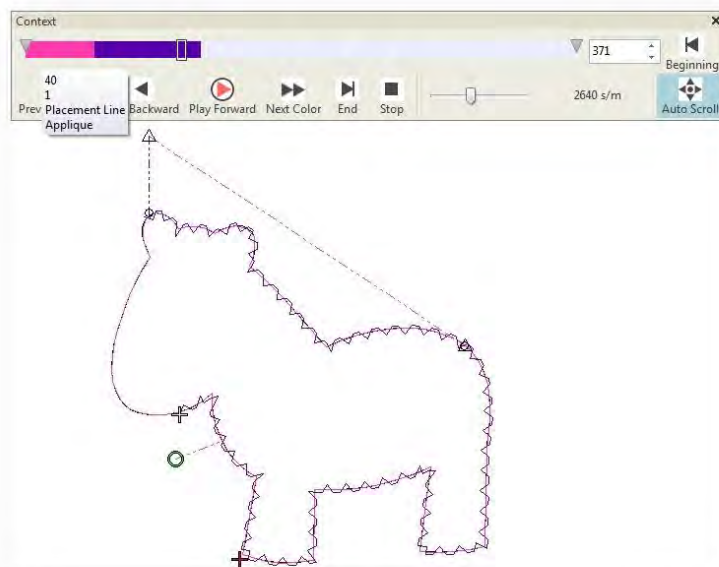 Context
371
Beginning
40
1
Placement Line
Applique
Prev
Backward
Play Forward
Next Color
End
Stop
2640 s/m
Auto Scroll